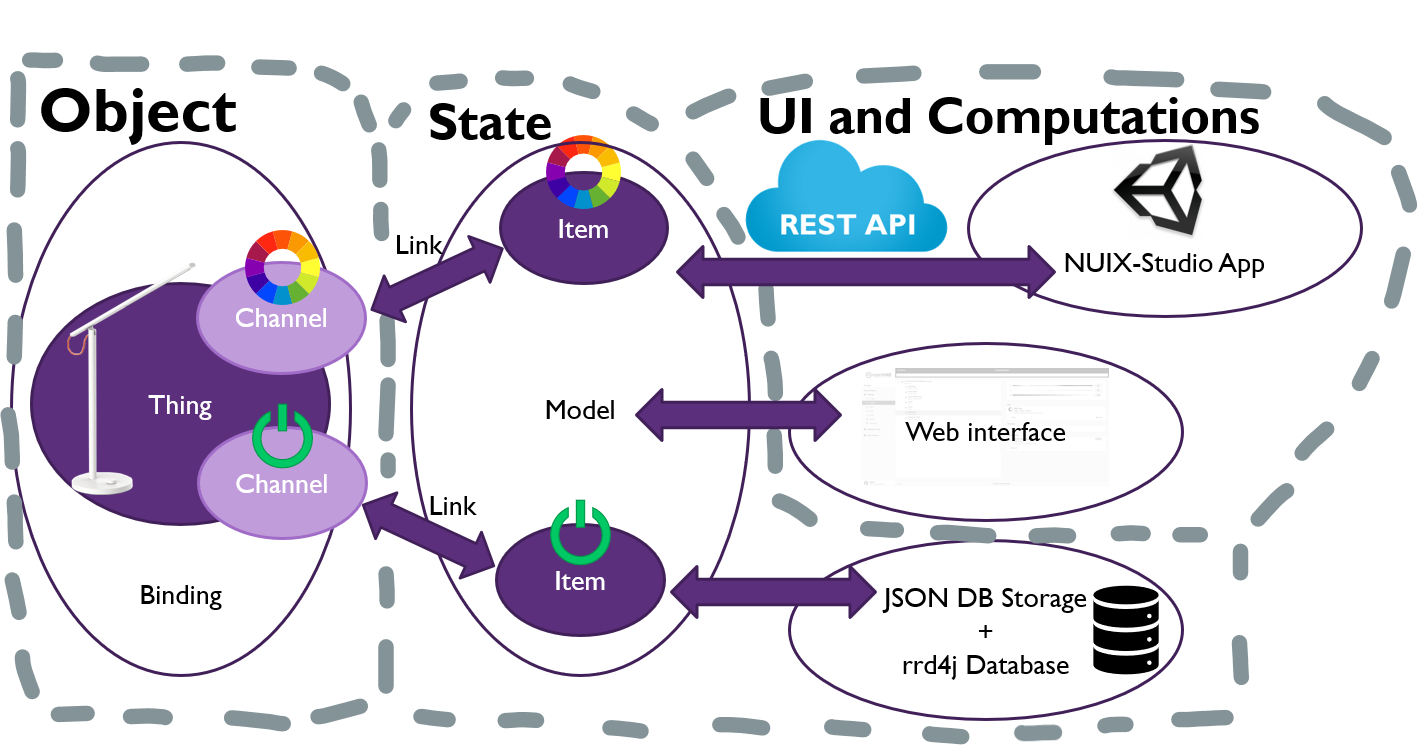 Object
State
UI and Computations
REST API
Item
Link
NUIX-Studio App
Channel
Thing
Model
Web interface
Channel
Link
Item
Binding
JSON DB Storage
+
rrd4j Database